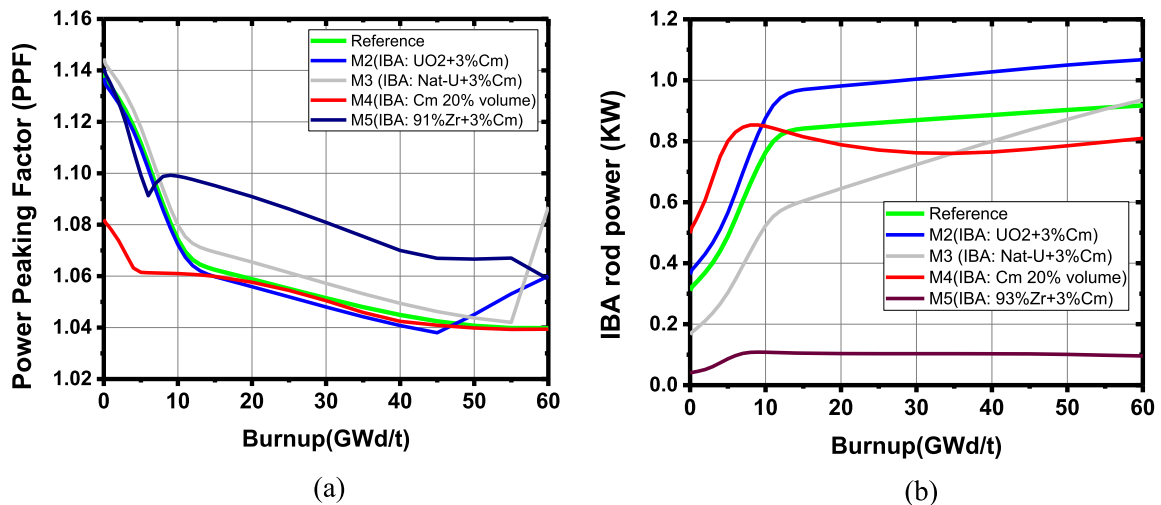 1.16
1.14
1.12
1.10
1.08
1.06
1.04
1.02
Power Peaking Factor (PPF)
Reference
M2(IBA: UO2+3%Cm)
M3 (IBA: Nat-U+3%Cm)
M4(IBA: Cm 20% volume)
M5(IBA: 91%Zr+3%Cm)
0 10 20 30 40 50 60
Burnup(GWd/t)
(a)
1.2
1.0
0.8
0.6
0.4
0.2
0.0
IBA rod power (KW)
Reference
M2(IBA: UO2+3%Cm)
M3 (IBA: Nat-U+3%Cm)
M4(IBA: Cm 20% volume)
M5(IBA: 93%Zr+3%Cm)
0 10 20 30 40 50 60
Burnup(GWd/t)
(b)